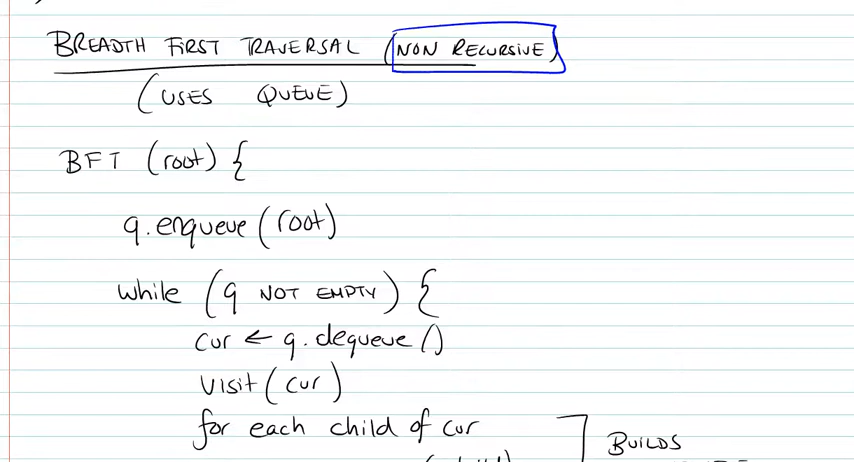 BREADTH FIRST TRAVERSAL (NON RECURSIVE)
(USES QUEUE)
BFT (root) {
q.enqueue (root)
while (q NOT EMPTY) {
cur ← q.dequeue ()
visit (cur)
for each child of cur
BUILDS